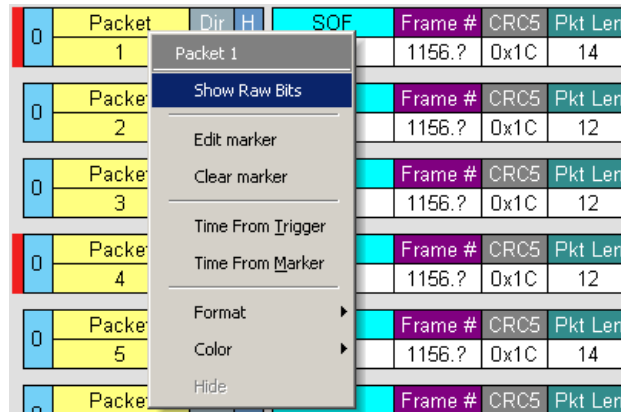 0 Packet Dir H SOF Frame # CRC5 Pkt Len
1 1156.? 0x1C 14
Packet 1
Show Raw Bits
0 Packet Frame # CRC5 Pkt Len
2 1156.? 0x1C 12
Edit marker
Clear marker
0 Packet Frame # CRC5 Pkt Len
3 1156.? 0x1C 12
Time From Trigger
0 Packet Frame # CRC5 Pkt Len
Time From Marker
4 1156.? 0x1C 12
Format
0 Packet Frame # CRC5 Pkt Len
Color
5 1156.? 0x1C 14
Hide
0 Packet Frame # CRC5 Pkt Len